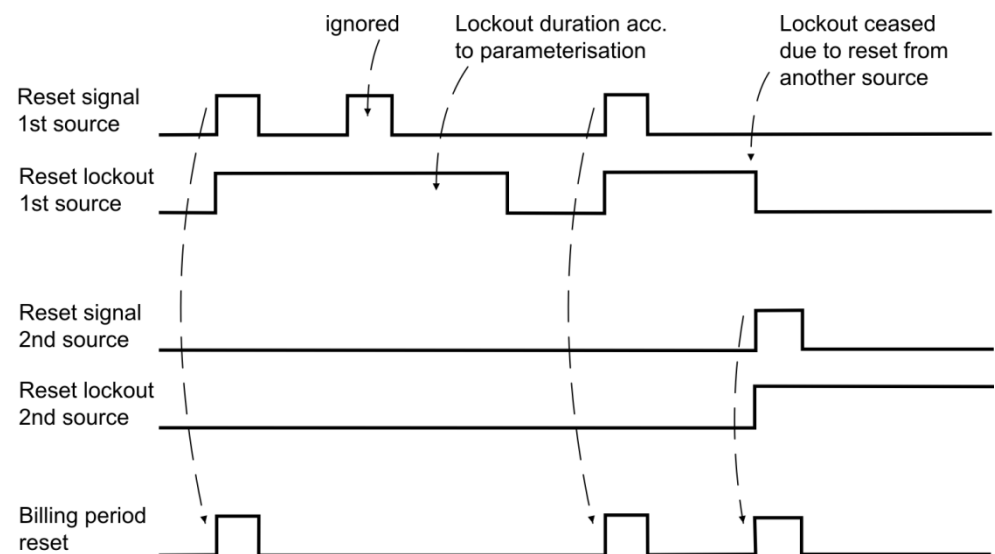 ignored
Lockout duration acc.
to parameterisation
Lockout ceased
due to reset from
another source
Reset signal
1st source
Reset lockout
1st source
Reset signal
2nd source
Reset lockout
2nd source
Billing period
reset